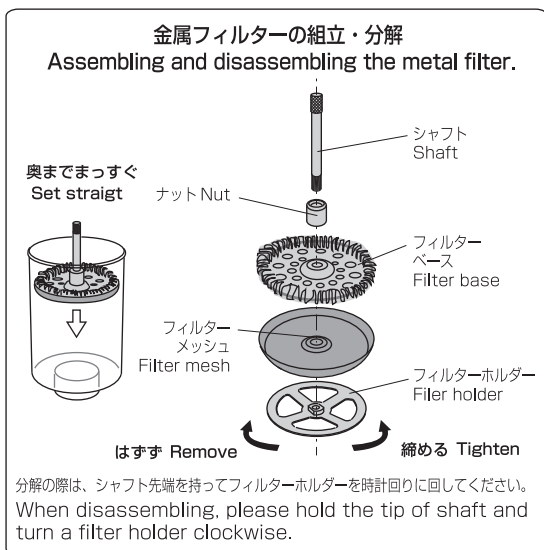 金属フィルターの組立・分解
Assembling and disassembling the metal filter.
シャフト
Shaft
奥までまっすぐ
Set straigt
ナット Nut
フィルター
ベース
Filter base
フィルター
メッシュ
Filter mesh
フィルターホルダー
Filer holder
はずず Remove
締める Tighten
分解の際は、シャフト先端を持ってフィルターホルダーを時計回りに回してください。
When disassembling, please hold the tip of shaft and
turn a filter holder clockwise.